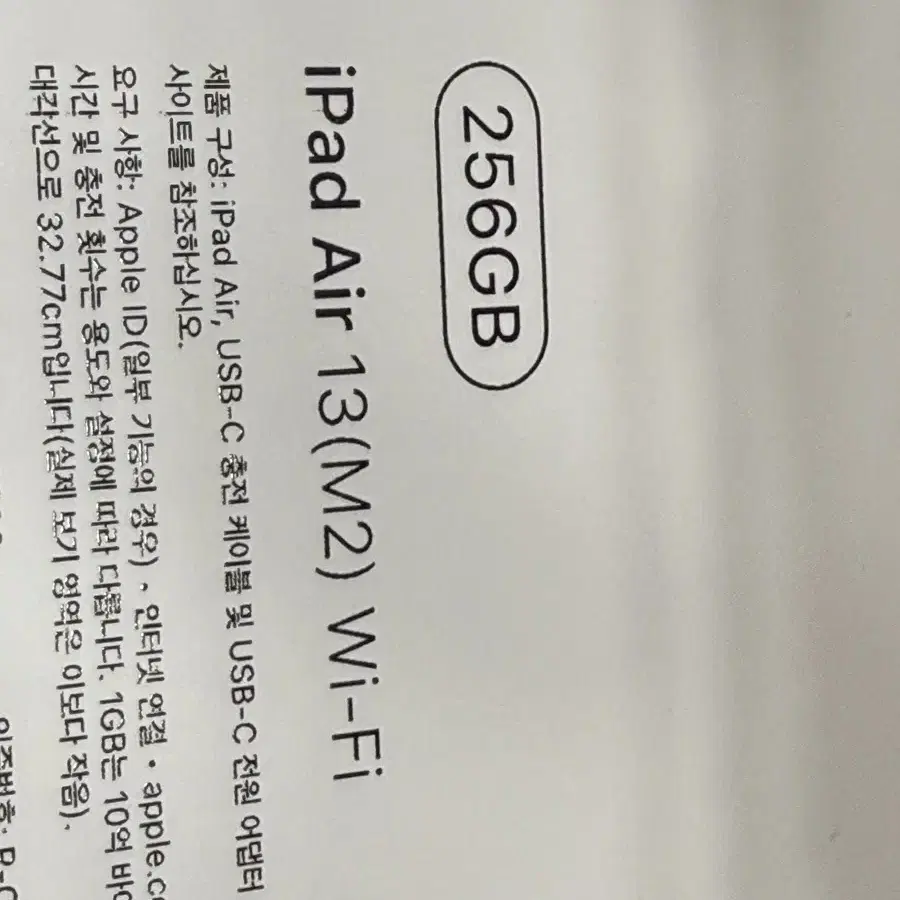 256GB
iPad Air 13(M2) Wi-Fi
제품 구성: iPad Air, USB-C 충전 케이블 및 USB-C 전원 어댑터
사이트를 참조하십시오.
요구 사항: Apple ID(일부 기능의 경우) · 인터넷 연결 · apple.co
시간 및 충전 횟수는 용도와 설정에 따라 다릅니다. 1GB는 10억 바이
대각선으로 32.77cm입니다(실제 보기 영역은 이보다 작음).